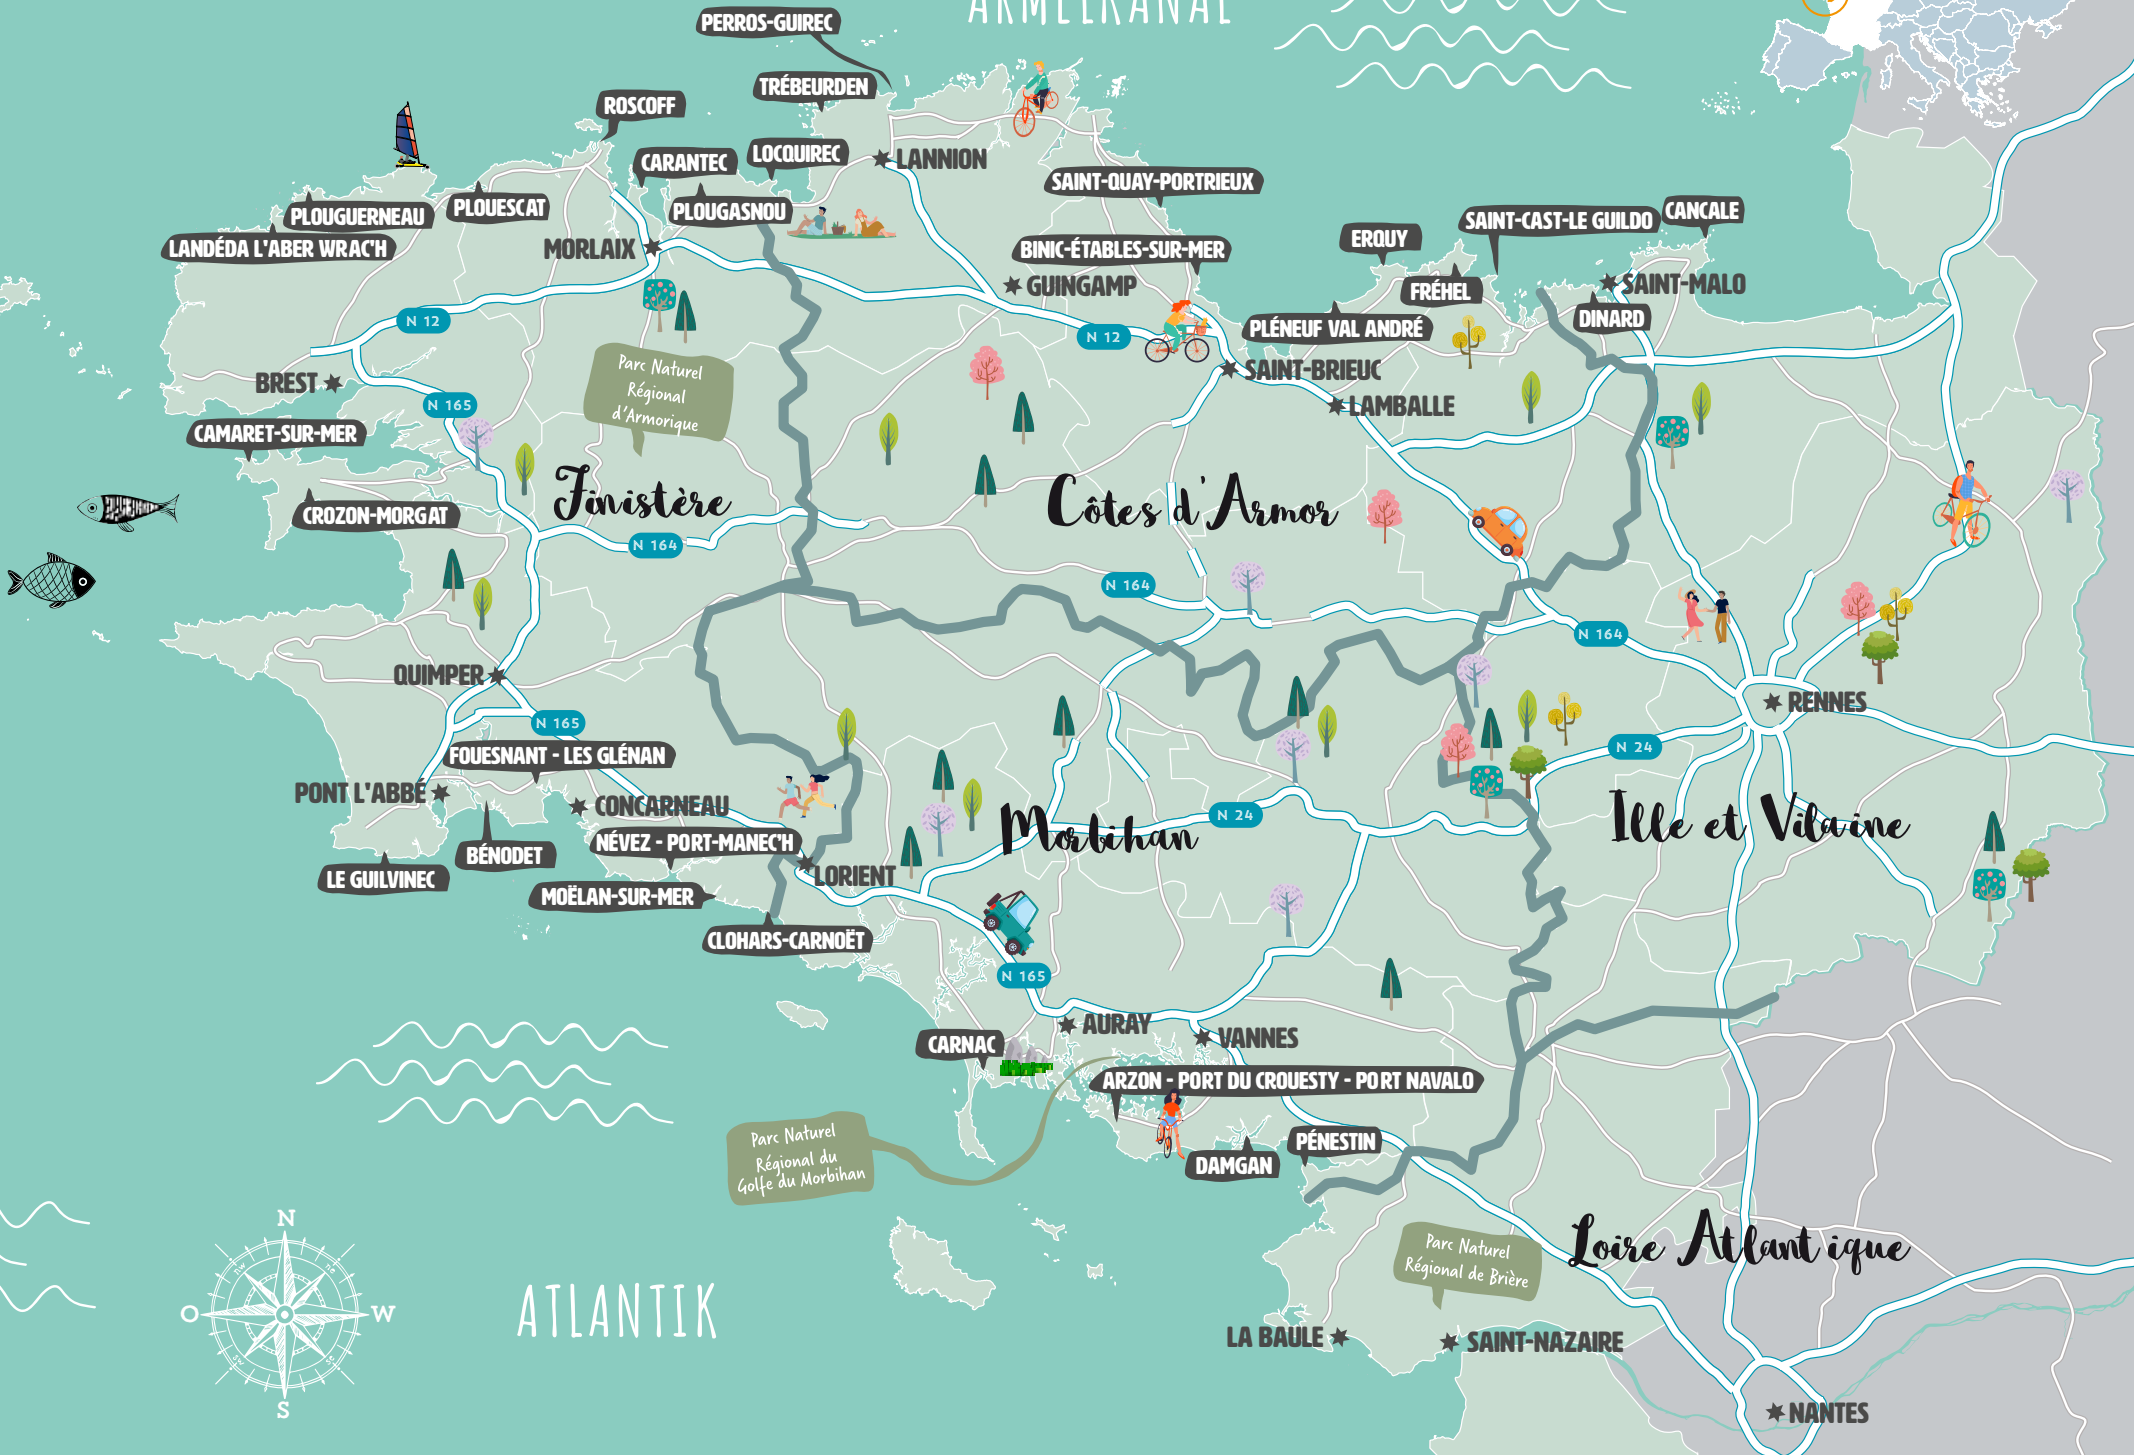 ÄRMELKANAL
PERROS-GUIREC
TRÉBEURDEN
ROSCOFF
CARANTEC
LOCQUIREC
LANNION
PLOUGUERNEAU
PLOUESCAT
PLOUGASNOU
SAINT-QUAY-PORTRIEUX
LANDÉDA L'ABER WRAC'H
MORLAIX
BINIC-ÉTABLES-SUR-MER
ERQUY
SAINT-CAST-LE GUILDO
CANCALE
GUINGAMP
FRÉHEL
SAINT-MALO
N 12
N 12
PLÉNEUF VAL ANDRÉ
DINARD
Parc Naturel
Régional
d'Armorique
BREST
SAINT-BRIEUC
N 165
LAMBALLE
CAMARET-SUR-MER
CROZON-MORGAT
Finistère
Côtes d'Armor
N 164
N 164
N 164
QUIMPER
RENNES
N 165
N 24
FOUESNANT - LES GLÉNAN
PONT L'ABBÉ
CONCARNEAU
N 24
Morbihan
Ille et Vilaine
NÉVEZ - PORT-MANEC'H
BÉNODET
LE GUILVINEC
LORIENT
MOËLAN-SUR-MER
CLOHARS-CARNOËT
N 165
AURAY
VANNES
CARNAC
ARZON - PORT DU CROUESTY - PORT NAVALO
Parc Naturel
Régional du
Golfe du Morbihan
DAMGAN
PÉNESTIN
Parc Naturel
Régional de Brière
Loire Atlantique
N
nw
ne
O
W
sw
se
S
ATLANTIK
LA BAULE
SAINT-NAZAIRE
NANTES